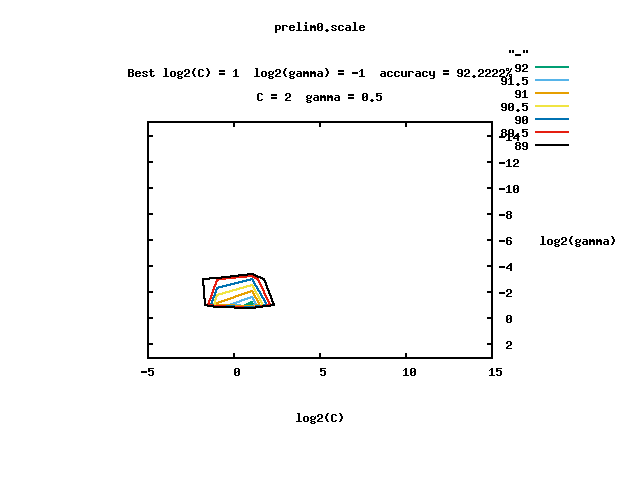 prelim0.scale
"-"
Best log2(C) = 1  log2(gamma) = -1  accuracy = 92.2222%
C = 2  gamma = 0.5
92
91.5
91
90.5
90
89.5
89
-14
-12
-10
-8
-6
log2(gamma)
-4
-2
0
2
-5 0 5 10 15
log2(C)